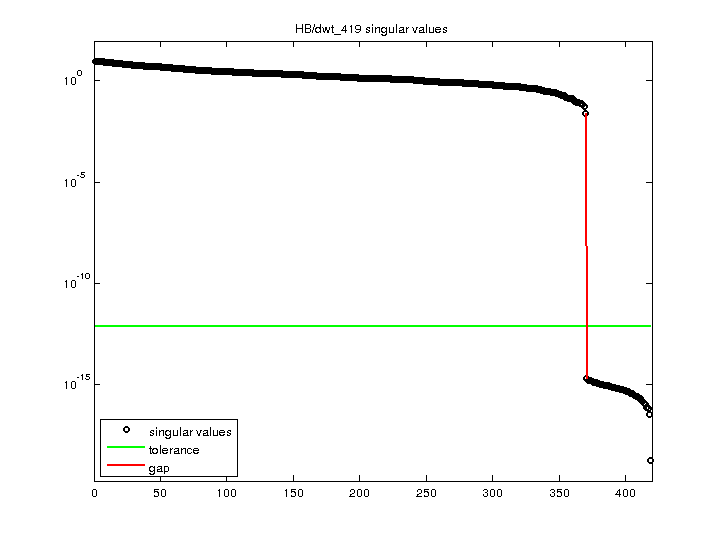 HB/dwt_419 singular values
10^0
10^-5
10^-10
10^-15
singular values
tolerance
gap
0 50 100 150 200 250 300 350 400